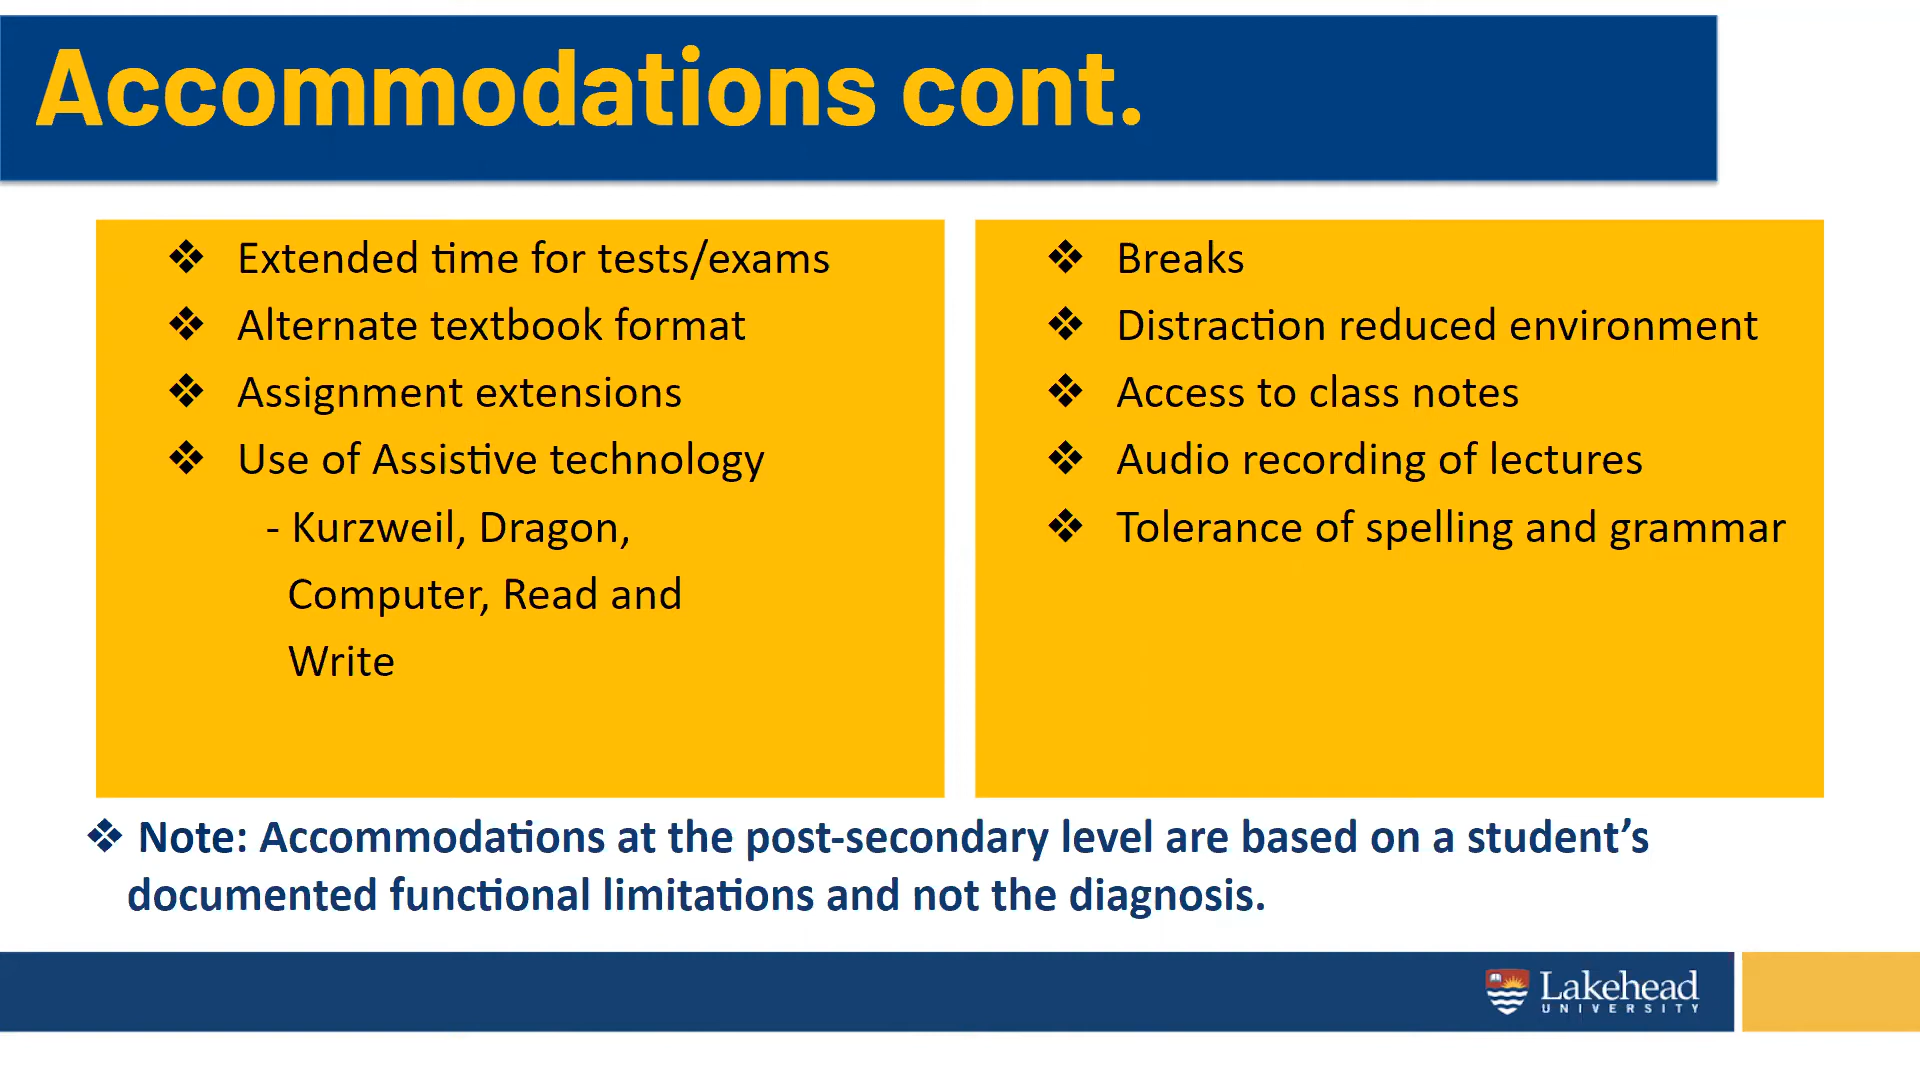 Accommodations cont.
❖ Extended time for tests/exams
❖ Alternate textbook format
❖ Assignment extensions
❖ Use of Assistive technology
- Kurzweil, Dragon,
Computer, Read and
Write
❖ Breaks
❖ Distraction reduced environment
❖ Access to class notes
❖ Audio recording of lectures
❖ Tolerance of spelling and grammar
❖ Note: Accommodations at the post-secondary level are based on a student’s
documented functional limitations and not the diagnosis.
Lakehead
UNIVERSITY